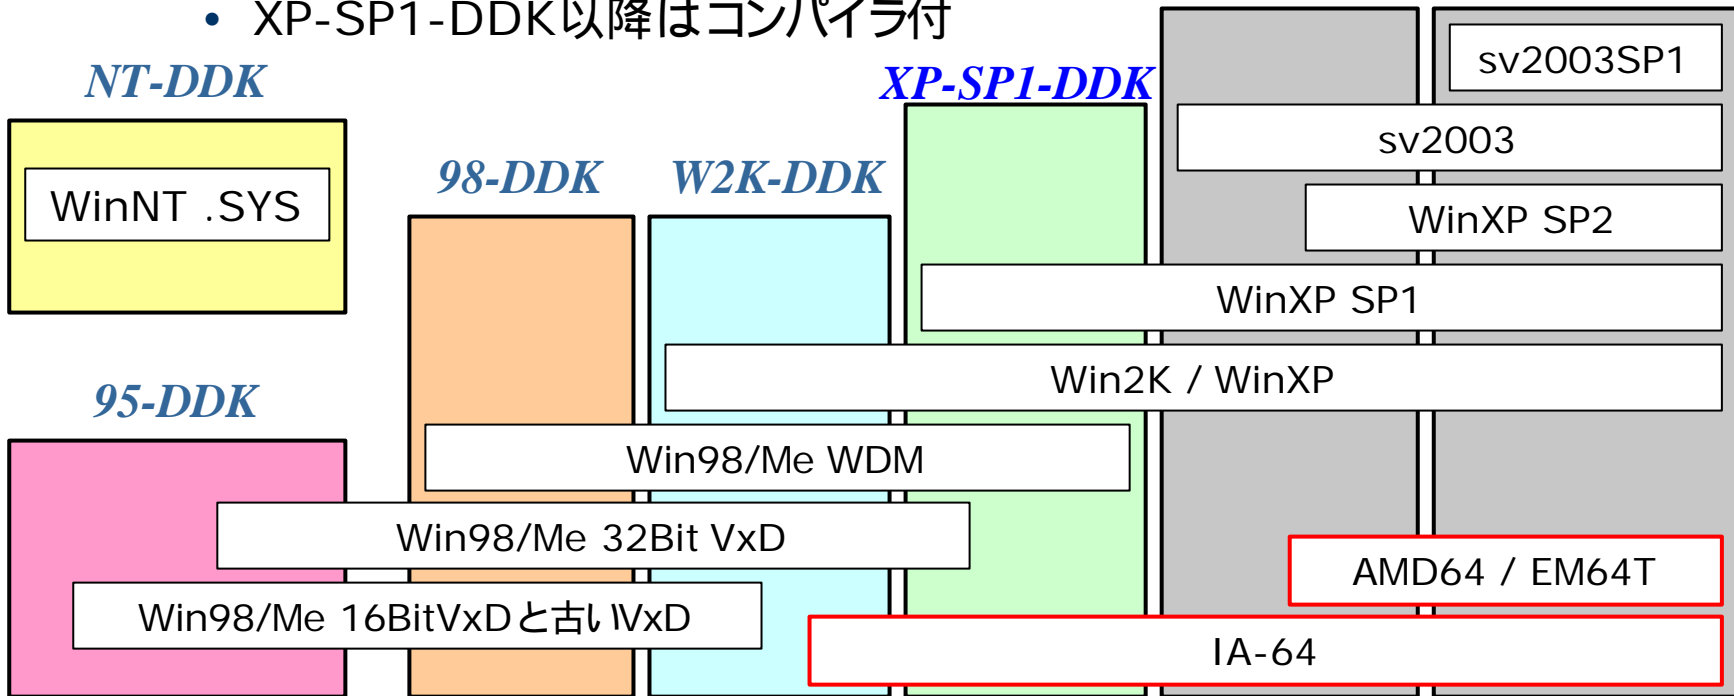 • XP-SP1-DDK以降はコンパイラ付
NT-DDK
XP-SP1-DDK
sv2003SP1
sv2003
98-DDK
W2K-DDK
WinNT .SYS
WinXP SP2
WinXP SP1
Win2K / WinXP
95-DDK
Win98/Me WDM
Win98/Me 32Bit VxD
AMD64 / EM64T
Win98/Me 16BitVxDと古いVxD
IA-64